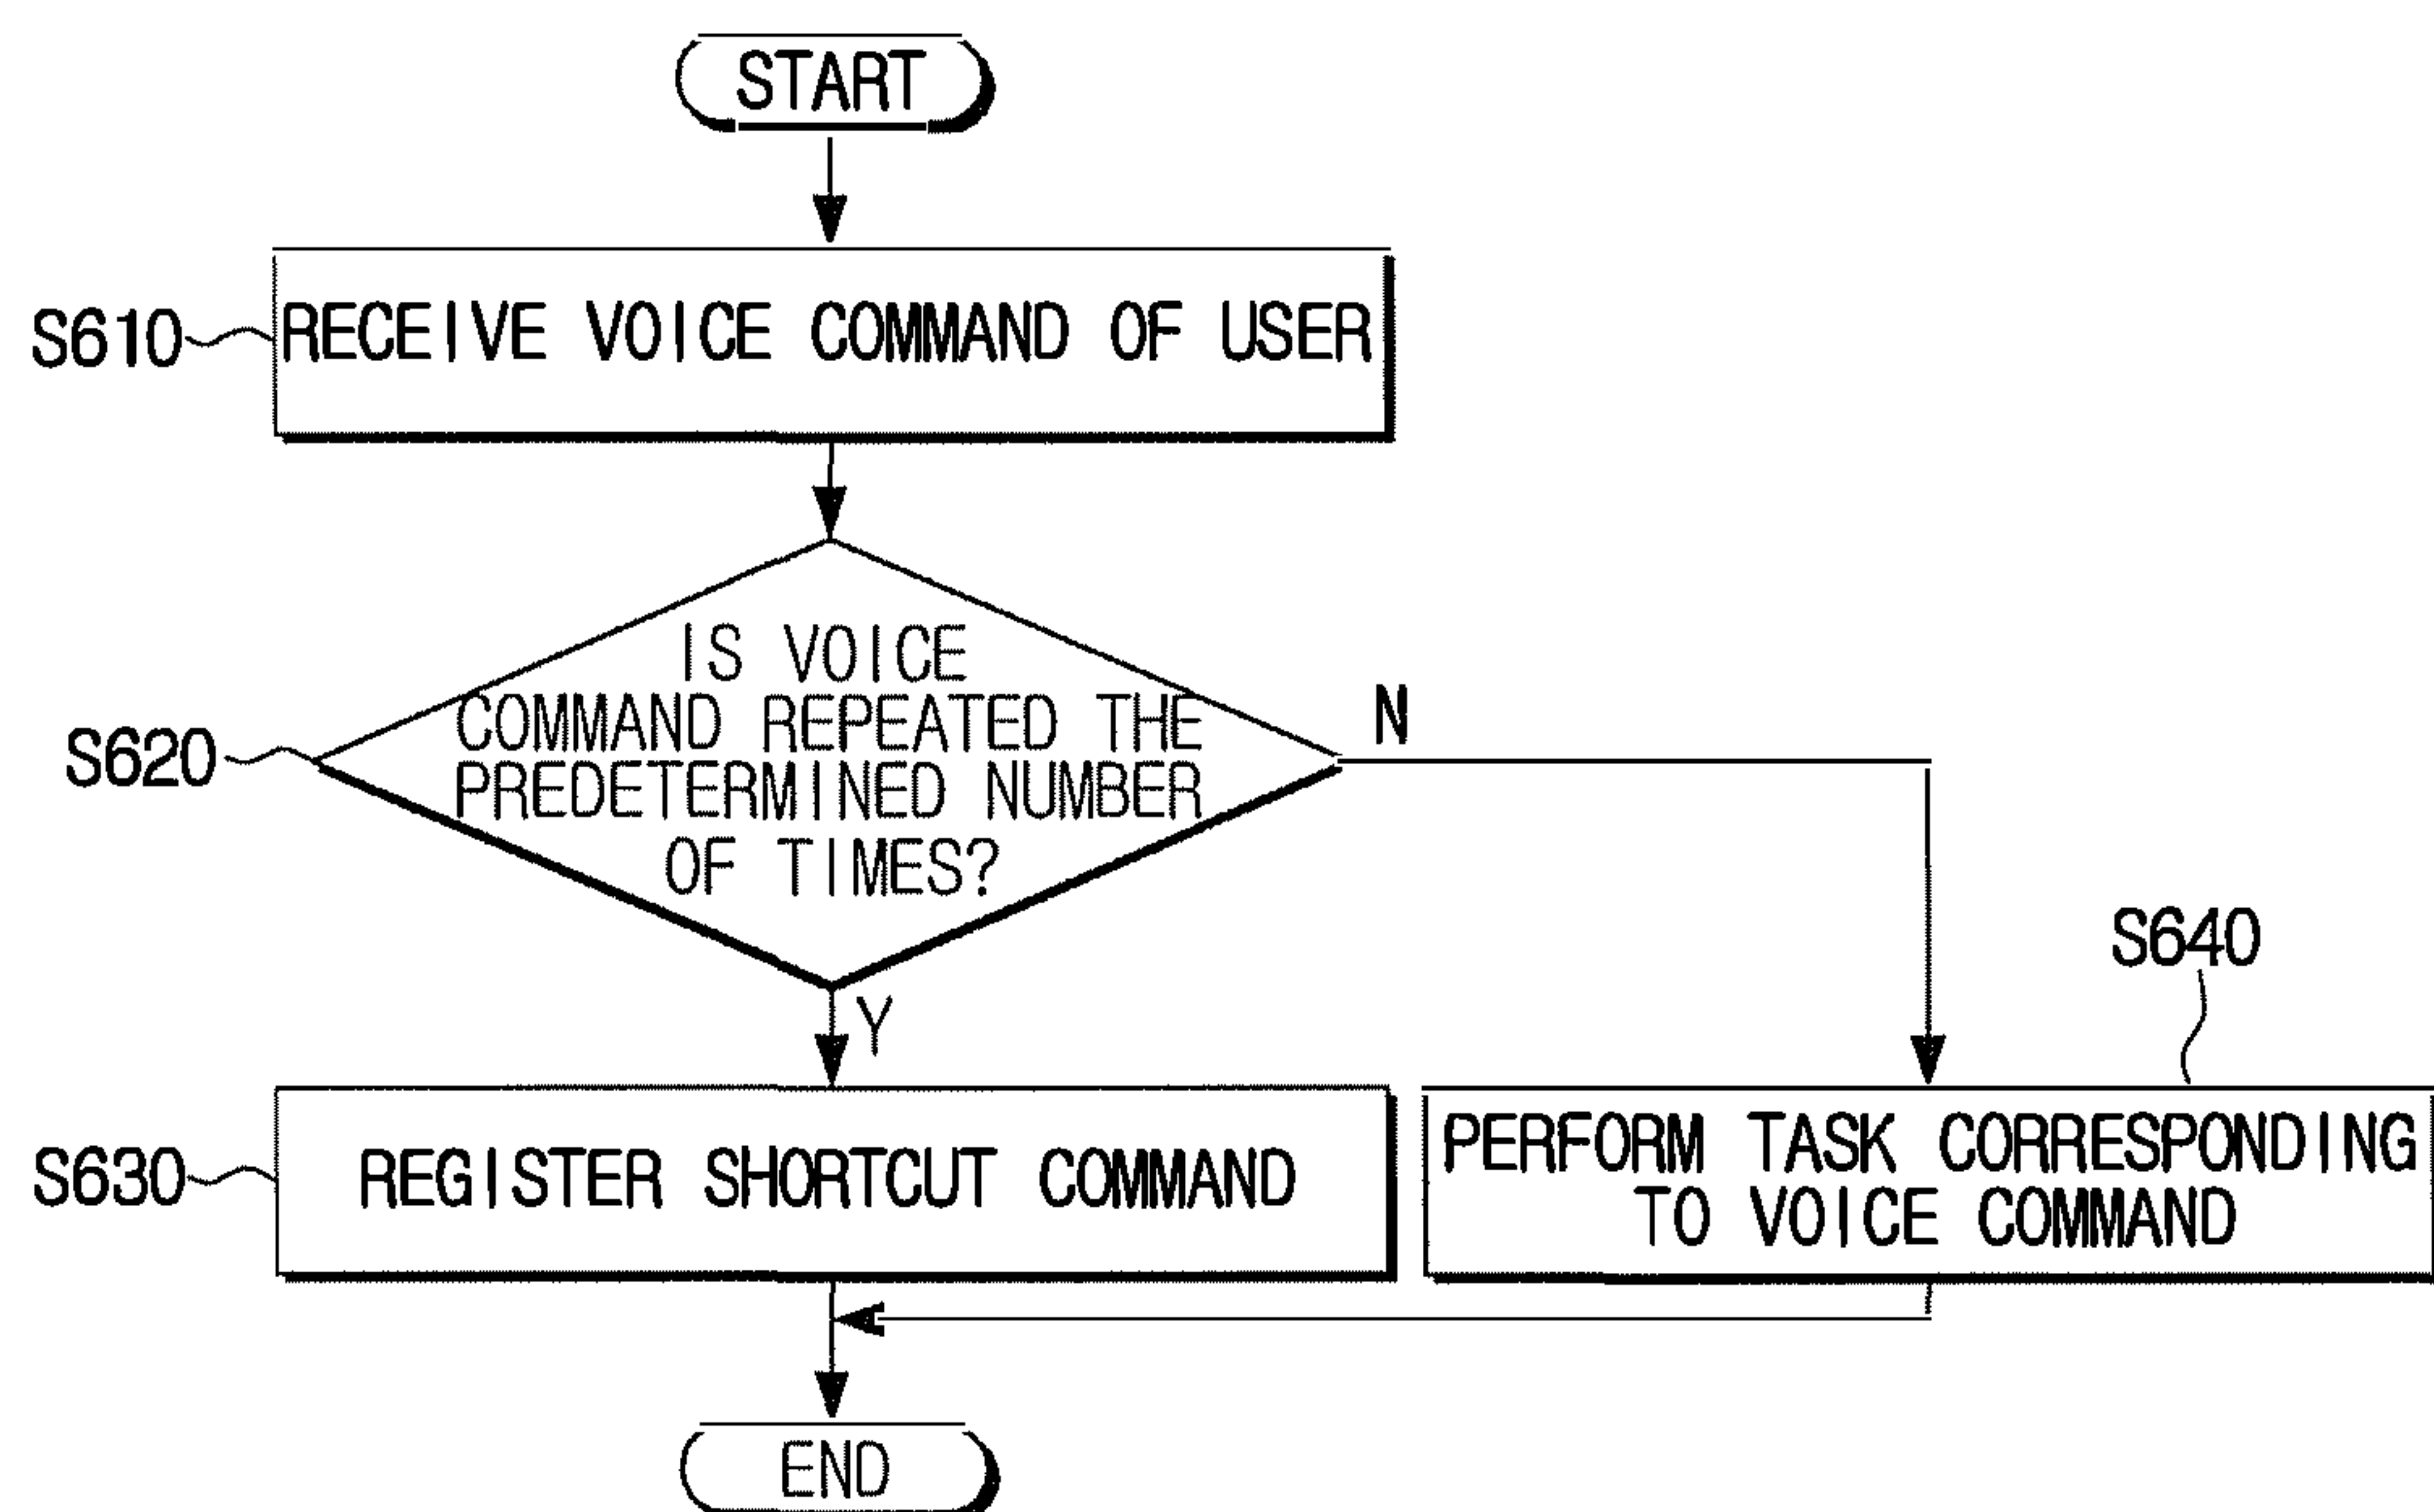 START
S610
RECEIVE VOICE COMMAND OF USER
S620
IS VOICE
COMMAND REPEATED THE
PREDETERMINED NUMBER
OF TIMES?
N
Y
S630
REGISTER SHORTCUT COMMAND
S640
PERFORM TASK CORRESPONDING
TO VOICE COMMAND
END